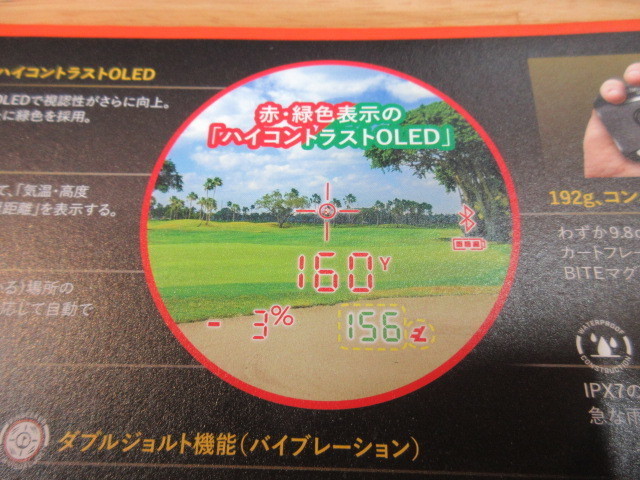 ハイコントラストOLED
OLEDで視認性がさらに向上。
に緑色を採用。
て、「気温・高度
距離」を表示する。
る)場所の
応じて自動で
赤・緑色表示の
「ハイコントラストOLED」
160Y
- 3%
156
192g、コン
わずか9.8c
カートフレー
BITEマグ
WATERPROOF
CONSTRUCTION
IPX7の
急な雨
ダブルジョルト機能(バイブレーション)